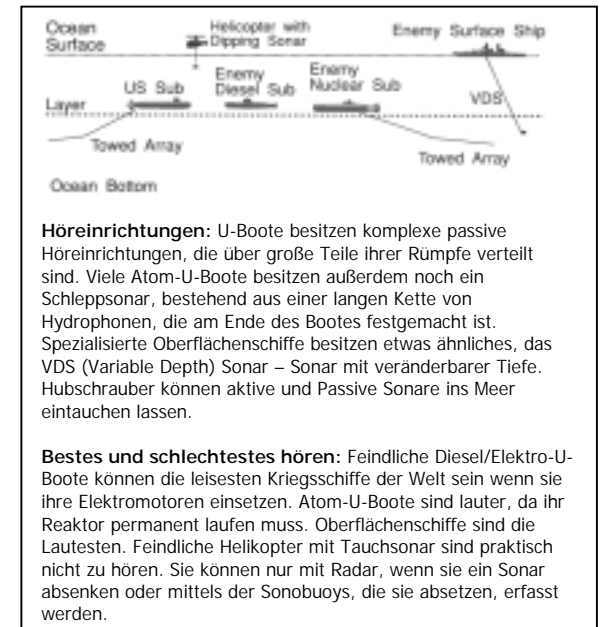 Ocean Surface
Helicopter with Dipping Sonar
Enemy Surface Ship
US Sub
Enemy Diesel Sub
Enemy Nuclear Sub
VDS
Layer
Towed Array
Towed Array
Ocean Bottom
Höreinrichtungen: U-Boote besitzen komplexe passive
Höreinrichtungen, die über große Teile ihrer Rümpfe verteilt
sind. Viele Atom-U-Boote besitzen außerdem noch ein
Schleppsonar, bestehend aus einer langen Kette von
Hydrophonen, die am Ende des Bootes festgemacht ist.
Spezialisierte Oberflächenschiffe besitzen etwas ähnliches, das
VDS (Variable Depth) Sonar – Sonar mit veränderbarer Tiefe.
Hubschrauber können aktive und Passive Sonare ins Meer
eintauchen lassen.
Bestes und schlechtestes hören: Feindliche Diesel/Elektro-U-
Boote können die leisesten Kriegsschiffe der Welt sein wenn sie
ihre Elektromotoren einsetzen. Atom-U-Boote sind lauter, da ihr
Reaktor permanent laufen muss. Oberflächenschiffe sind die
Lautesten. Feindliche Helikopter mit Tauchsonar sind praktisch
nicht zu hören. Sie können nur mit Radar, wenn sie ein Sonar
absenken oder mittels der Sonobuoys, die sie absetzen, erfasst
werden.